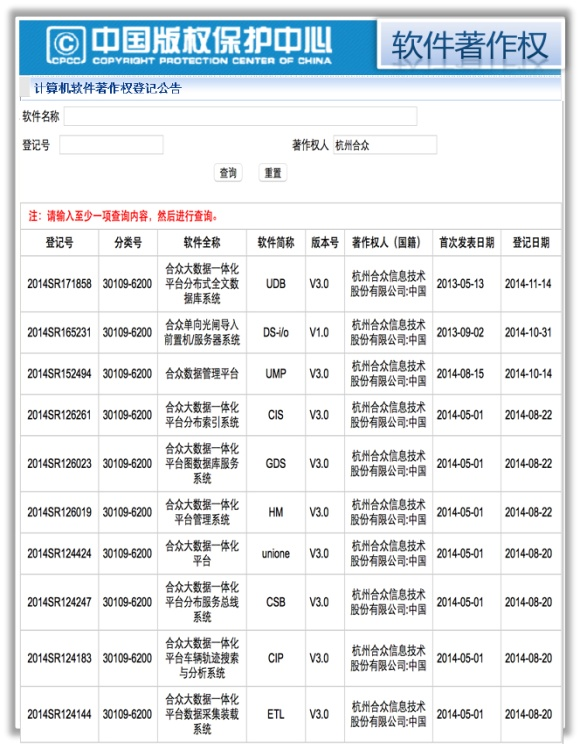 中国版权保护中心
CPCC COPYRIGHT PROTECTION CENTER OF CHINA
软件著作权
计算机软件著作权登记公告
软件名称
登记号 著作权人 杭州合众
查询 重置
注：请输入至少一项查询内容，然后进行查询。
登记号 分类号 软件全称 软件简称 版本号 著作权人（国籍） 首次发表日期 登记日期
合众大数据一体化
2014SR171858 30109-6200 平台分布式全文数 UDB V3.0 杭州合众信息技术 2013-05-13 2014-11-14
据库系统 股份有限公司:中国
2014SR165231 30109-6200 合众单向光闸导入 DS-i/o V1.0 杭州合众信息技术 2013-09-02 2014-10-31
前置机/服务器系统 股份有限公司:中国
2014SR152494 30109-6200 合众数据管理平台 UMP V3.0 杭州合众信息技术 2014-08-15 2014-10-14
股份有限公司:中国
2014SR126261 30109-6200 合众大数据一体化 CIS V3.0 杭州合众信息技术 2014-05-01 2014-08-22
平台分布索引系统 股份有限公司:中国
合众大数据一体化
2014SR126023 30109-6200 平台图数据库服务 GDS V3.0 杭州合众信息技术 2014-05-01 2014-08-22
系统 股份有限公司:中国
2014SR126019 30109-6200 合众大数据一体化 HM V3.0 杭州合众信息技术 2014-05-01 2014-08-22
平台管理系统 股份有限公司:中国
2014SR124424 30109-6200 合众大数据一体化 unione V3.0 杭州合众信息技术 2014-05-01 2014-08-20
平台 股份有限公司:中国
合众大数据一体化
2014SR124247 30109-6200 平台分布服务总线 CSB V3.0 杭州合众信息技术 2014-05-01 2014-08-20
系统 股份有限公司:中国
合众大数据一体化
2014SR124183 30109-6200 平台车辆轨迹搜索 CIP V3.0 杭州合众信息技术 2014-05-01 2014-08-20
与分析系统 股份有限公司:中国
合众大数据一体化
2014SR124144 30109-6200 平台数据采集装载 ETL V3.0 杭州合众信息技术 2014-05-01 2014-08-20
系统 股份有限公司:中国